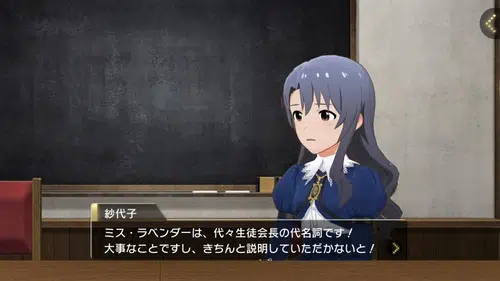 紗代子
ミス・ラベンダーは、代々生徒会長の代名詞です！
大事なことですし、きちんと説明していただかないと！